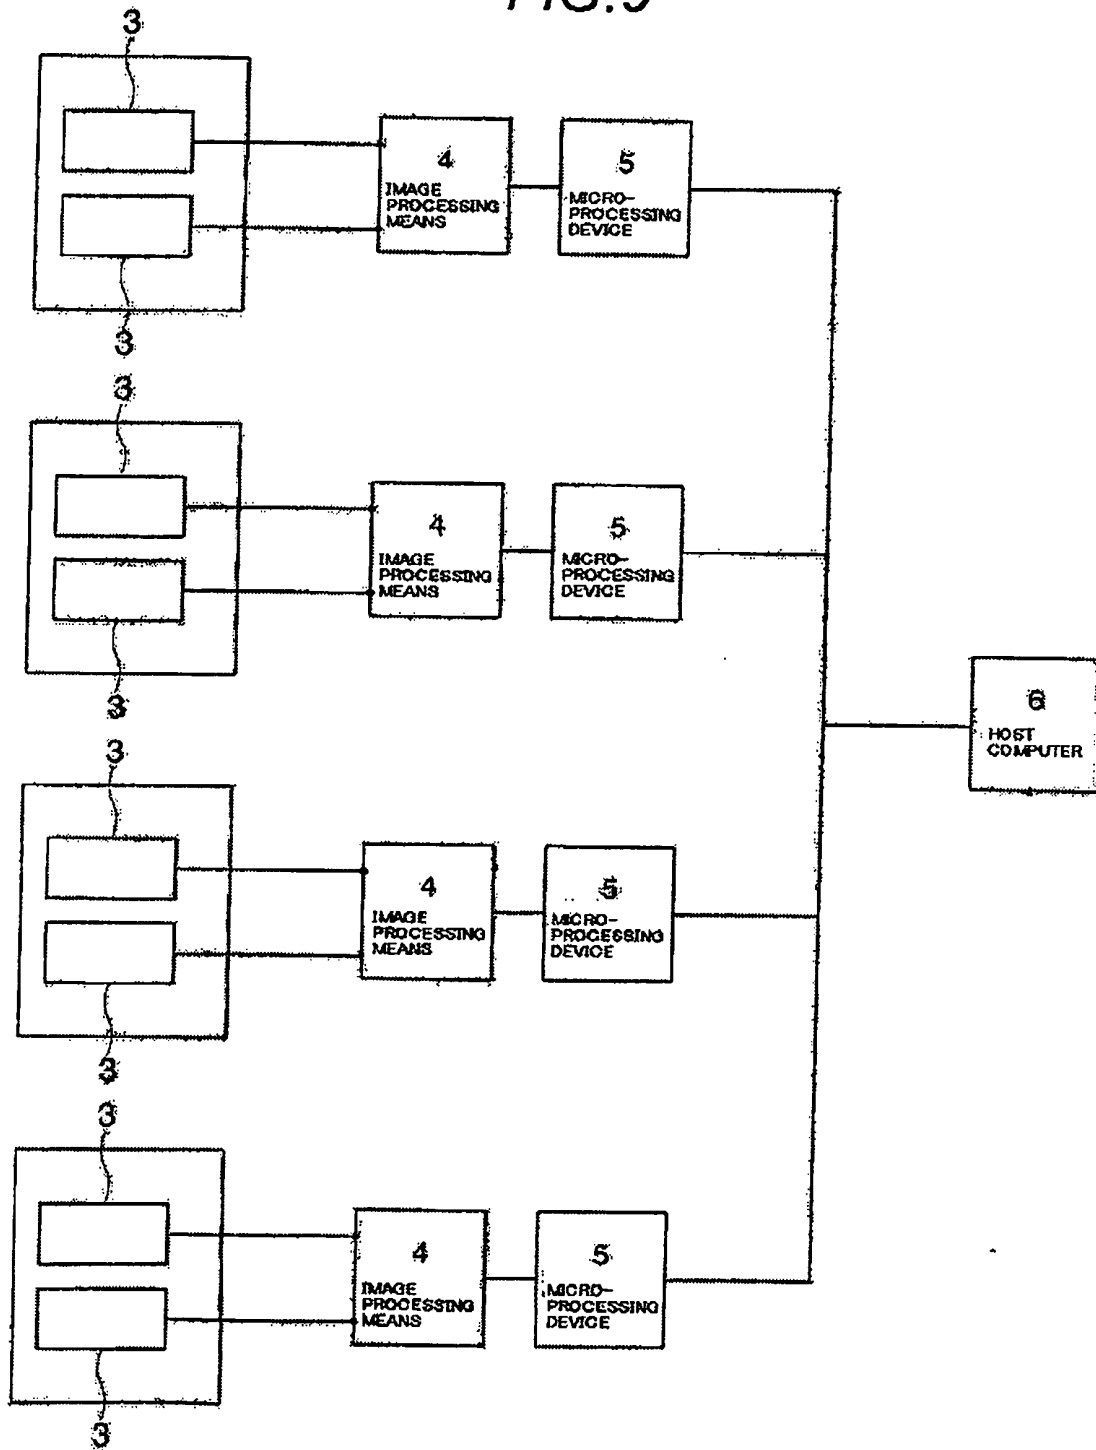 FIG.9
3
4
IMAGE
PROCESSING
MEANS
5
MICRO-
PROCESSING
DEVICE
3
3
4
IMAGE
PROCESSING
MEANS
5
MICRO-
PROCESSING
DEVICE
3
6
HOST
COMPUTER
3
4
IMAGE
PROCESSING
MEANS
5
MICRO-
PROCESSING
DEVICE
3
3
4
IMAGE
PROCESSING
MEANS
5
MICRO-
PROCESSING
DEVICE
3